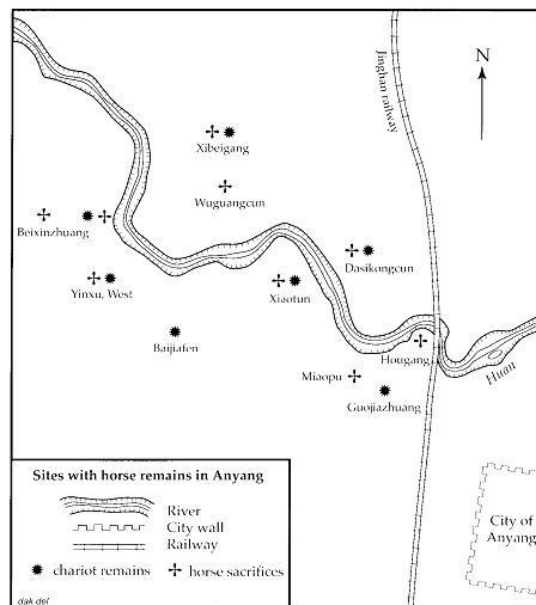 N
Jinghan railway
Xibeigang
Wuguangcun
Beixinzhuang
Dasikongcun
Yinxu, West
Xiaotun
Baijiafen
Hougang
Huan
Miaopu
Guojiazhuang
Sites with horse remains in Anyang
River
City wall
Railway
chariot remains
horse sacrifices
City of
Anyang
dak del